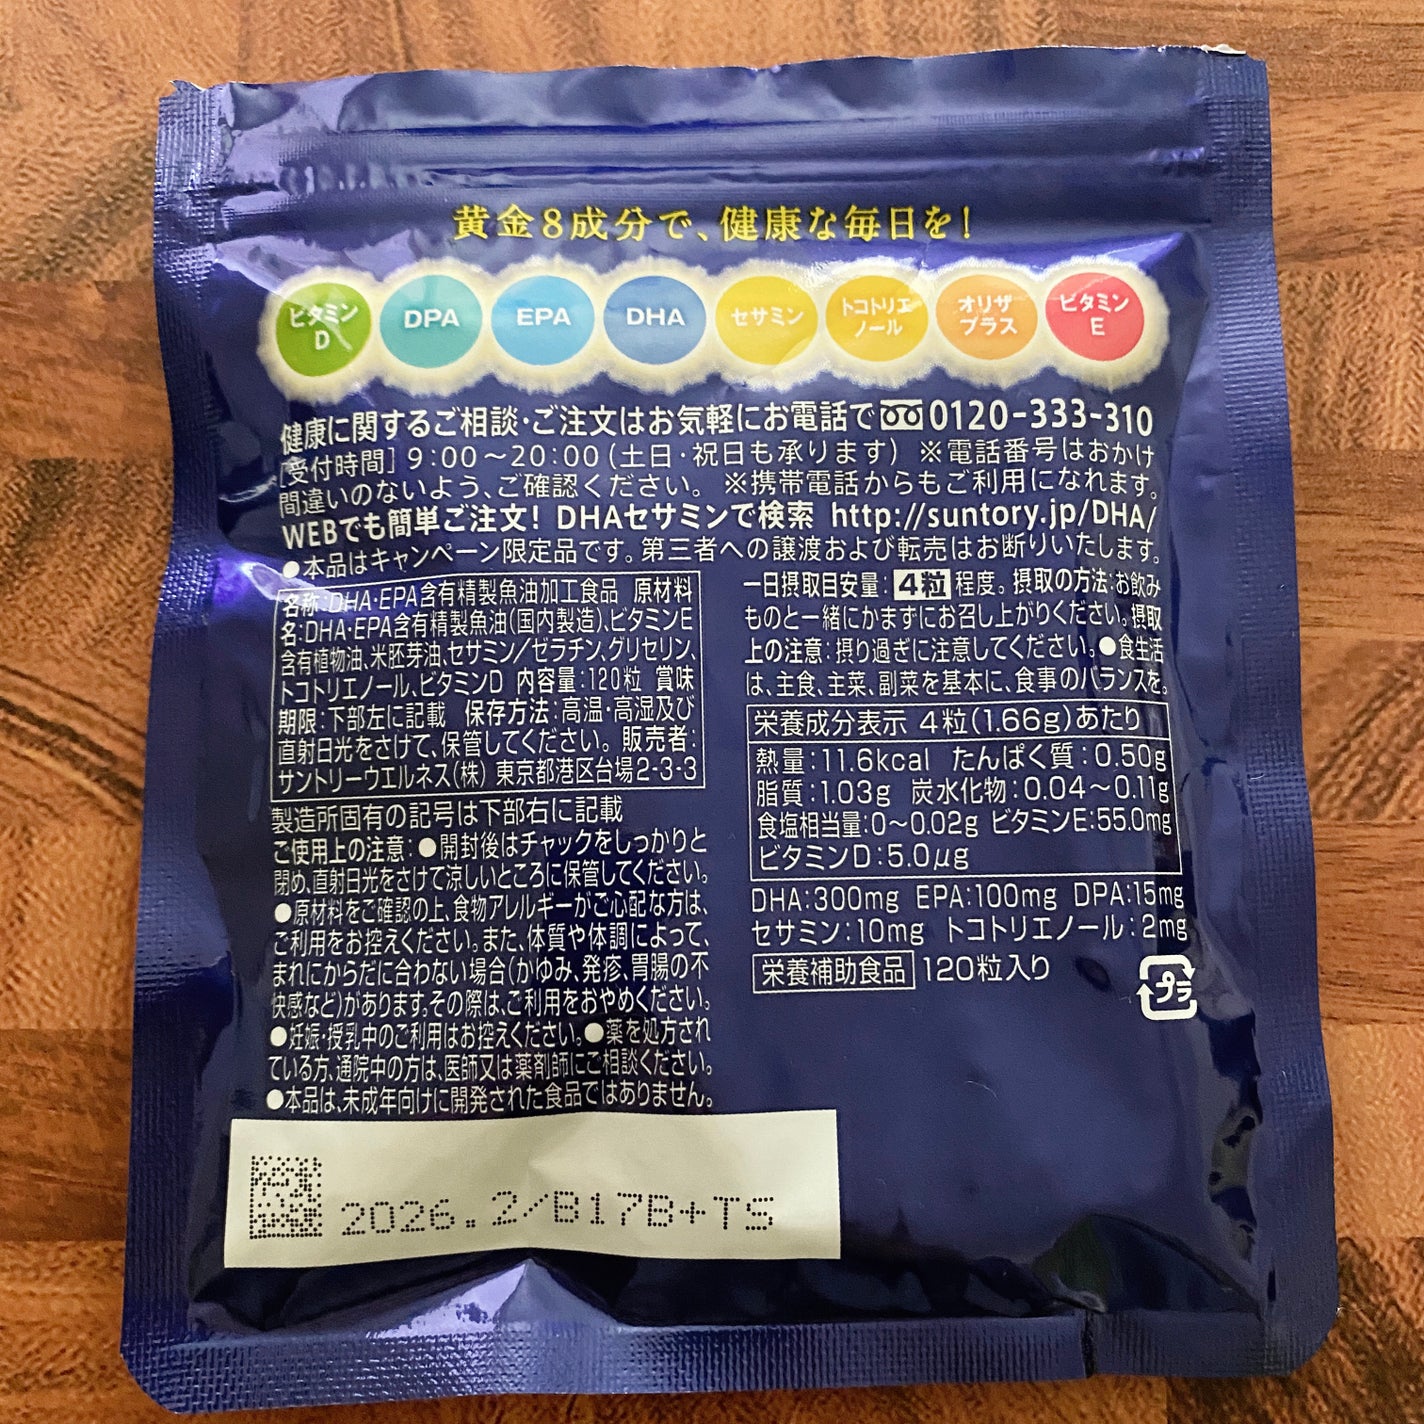 黄金8成分で、健康な毎日を!
ビタミン
D
DPA
EPA
DHA
セサミン
トコトリエ
ノール
オリザ
プラス
ビタミン
E
健康に関するご相談・ご注文はお気軽にお電話で 0120-333-310
[受付時間] 9:00〜20:00(土日・祝日も承ります) ※電話番号はおかけ
間違いのないよう、ご確認ください。 ※携帯電話からもご利用になれます。
WEBでも簡単ご注文! DHAセサミンで検索 http://suntory.jp/DHA/
●本品はキャンペーン限定品です。第三者への譲渡および転売はお断りいたします。
名称:DHA・EPA含有精製魚油加工食品 原材料
名:DHA・EPA含有精製魚油(国内製造)、ビタミンE
含有植物油、米胚芽油、セサミン/ゼラチン、グリセリン、
トコトリエノール、ビタミンD 内容量:120粒 賞味
期限:下部左に記載 保存方法:高温・高湿及び
直射日光をさけて、保管してください。 販売者:
サントリーウエルネス(株) 東京都港区台場2-3-3
製造所固有の記号は下部右に記載
ご使用上の注意:●開封後はチャックをしっかりと
閉め、直射日光をさけて涼しいところに保管してください。
●原材料をご確認の上、食物アレルギーがご心配な方は、
ご利用をお控えください。また、体質や体調によって、
まれにからだに合わない場合(かゆみ、発疹、胃腸の不
快感など)があります。その際は、ご利用をおやめください。
●妊娠・授乳中のご利用はお控えください。●薬を処方され
ている方、通院中の方は、医師又は薬剤師にご相談ください。
●本品は、未成年向けに開発された食品ではありません。
一日摂取目安量:4粒程度。摂取の方法:お飲み
ものと一緒にかまずにお召し上がりください。摂取
上の注意:摂り過ぎに注意してください。●食生活
は、主食、主菜、副菜を基本に、食事のバランスを。
栄養成分表示 4粒(1.66g)あたり
熱量:11.6kcal たんぱく質:0.50g
脂質:1.03g 炭水化物:0.04〜0.11g
食塩相当量:0〜0.02g ビタミンE:55.0mg
ビタミンD:5.0μg
DHA:300mg EPA:100mg DPA:15mg
セサミン:10mg トコトリエノール:2mg
栄養補助食品 120粒入り
プラ
2026.2/B17B+TS